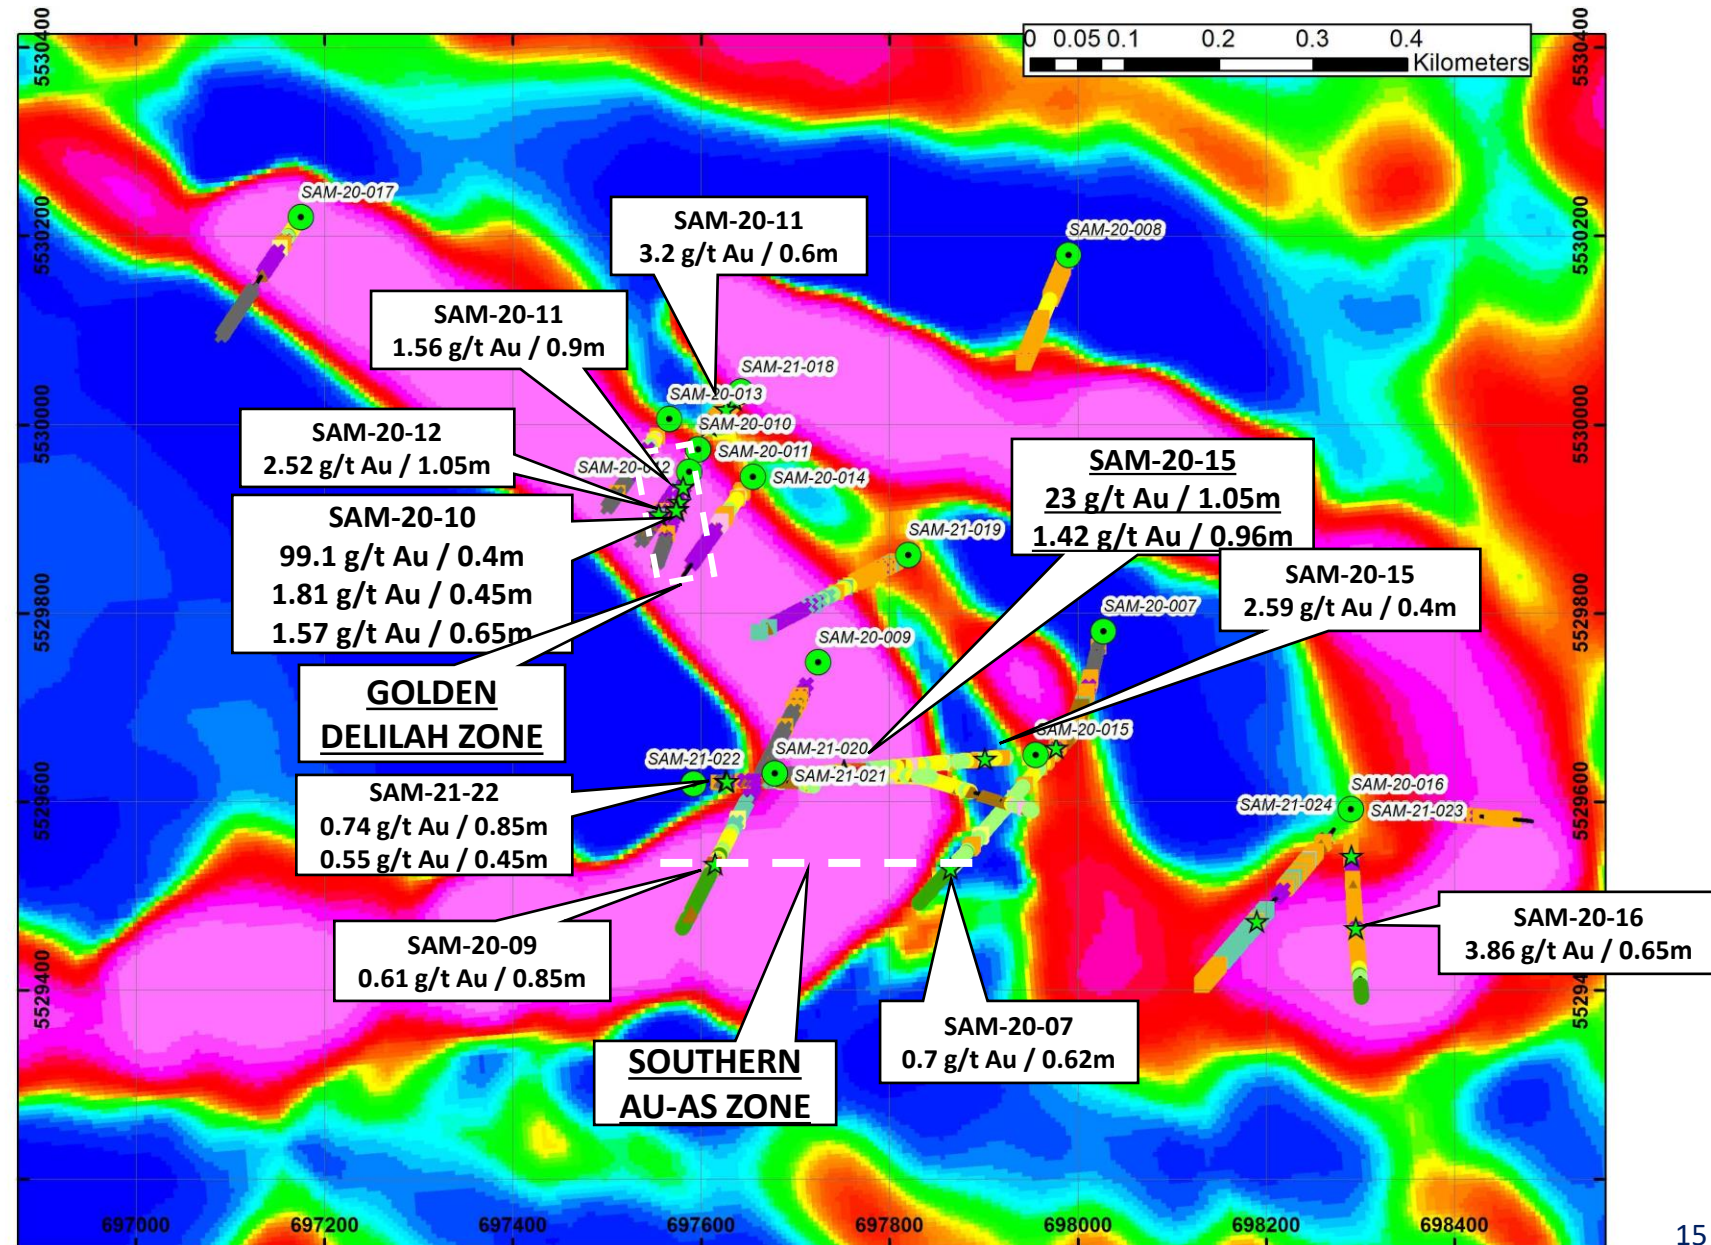 0 0.05 0.1 0.2 0.3 0.4
Kilometers
5530400
5530400
SAM-20-017
5530200
SAM-20-11
3.2 g/t Au / 0.6m
SAM-20-008
5530200
SAM-20-11
1.56 g/t Au / 0.9m
SAM-21-018
SAM-20-013
SAM-20-010
SAM-20-011
SAM-20-014
SAM-20-012
5530000
5530000
SAM-20-12
2.52 g/t Au / 1.05m
SAM-20-10
99.1 g/t Au / 0.4m
1.81 g/t Au / 0.45m
1.57 g/t Au / 0.65m
SAM-20-15
23 g/t Au / 1.05m
1.42 g/t Au / 0.96m
SAM-21-019
SAM-20-15
2.59 g/t Au / 0.4m
5529800
5529800
SAM-20-007
SAM-20-009
GOLDEN
DELILAH ZONE
SAM-20-015
SAM-21-020
SAM-21-021
SAM-21-022
SAM-21-22
0.74 g/t Au / 0.85m
0.55 g/t Au / 0.45m
5529600
5529600
SAM-20-016
SAM-21-024
SAM-21-023
SAM-20-09
0.61 g/t Au / 0.85m
SAM-20-16
3.86 g/t Au / 0.65m
5529400
5529400
SAM-20-07
0.7 g/t Au / 0.62m
SOUTHERN
AU-AS ZONE
697000 697200 697400 697600 697800 698000 698200 698400
15